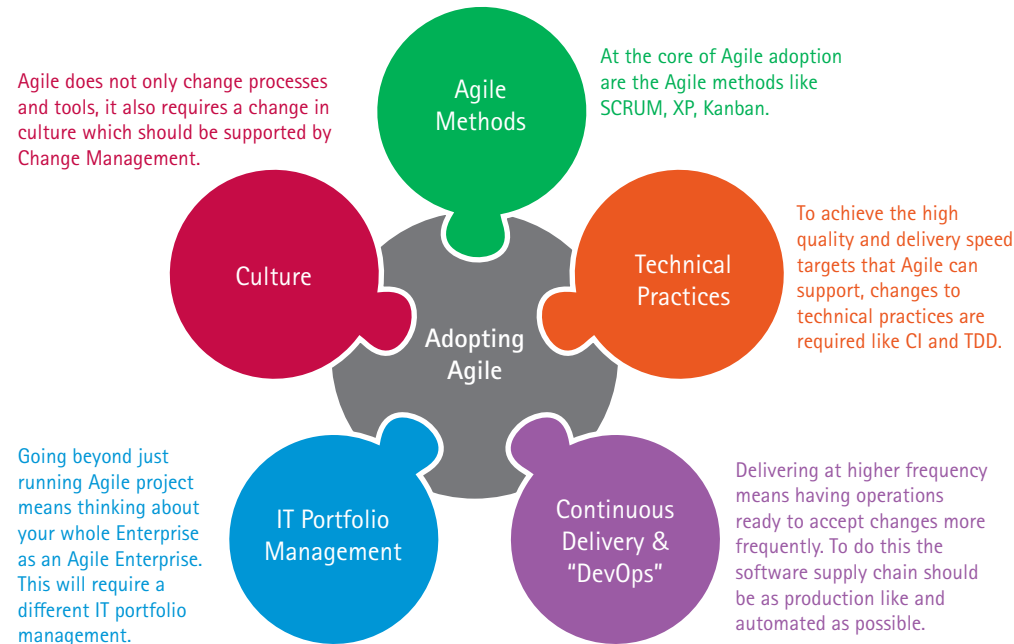 Agile does not only change processes
and tools, it also requires a change in
culture which should be supported by
Change Management.
Agile
Methods
At the core of Agile adoption
are the Agile methods like
SCRUM, XP, Kanban.
Culture
Technical
Practices
To achieve the high
quality and delivery speed
targets that Agile can
support, changes to
technical practices are
required like CI and TDD.
Adopting
Agile
Going beyond just
running Agile project
means thinking about
your whole Enterprise
as an Agile Enterprise.
This will require a
different IT portfolio
management.
IT Portfolio
Management
Continuous
Delivery &
"DevOps"
Delivering at higher frequency
means having operations
ready to accept changes more
frequently. To do this the
software supply chain should
be as production like and
automated as possible.